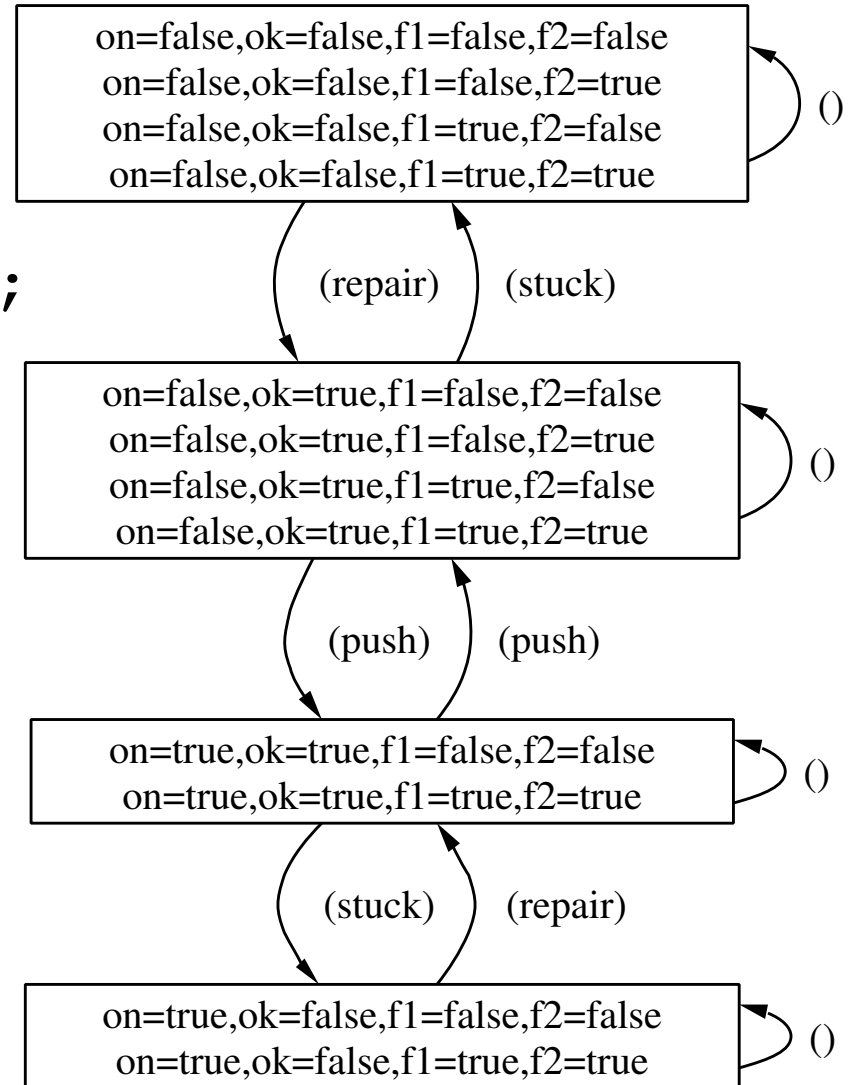 on=false,ok=false,f1=false,f2=false
on=false,ok=false,f1=false,f2=true
on=false,ok=false,f1=true,f2=false
on=false,ok=false,f1=true,f2=true
()
;
(repair) (stuck)
on=false,ok=true,f1=false,f2=false
on=false,ok=true,f1=false,f2=true
on=false,ok=true,f1=true,f2=false
on=false,ok=true,f1=true,f2=true
()
(push) (push)
on=true,ok=true,f1=false,f2=false
on=true,ok=true,f1=true,f2=true
()
(stuck) (repair)
on=true,ok=false,f1=false,f2=false
on=true,ok=false,f1=true,f2=true
()